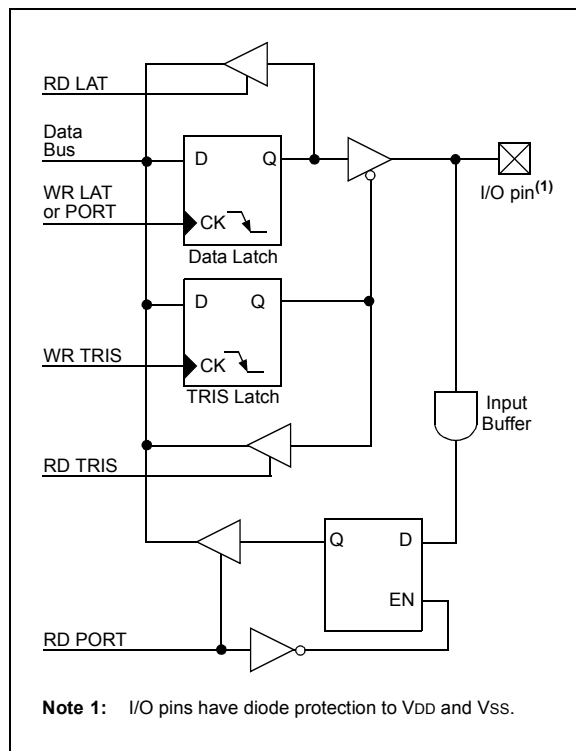 RD LAT
Data
Bus
D Q
WR LAT
or PORT
CK
Data Latch
I/O pin(1)
D Q
WR TRIS
CK
TRIS Latch
Input
Buffer
RD TRIS
Q D
EN
RD PORT
Note 1: I/O pins have diode protection to VDD and VSS.